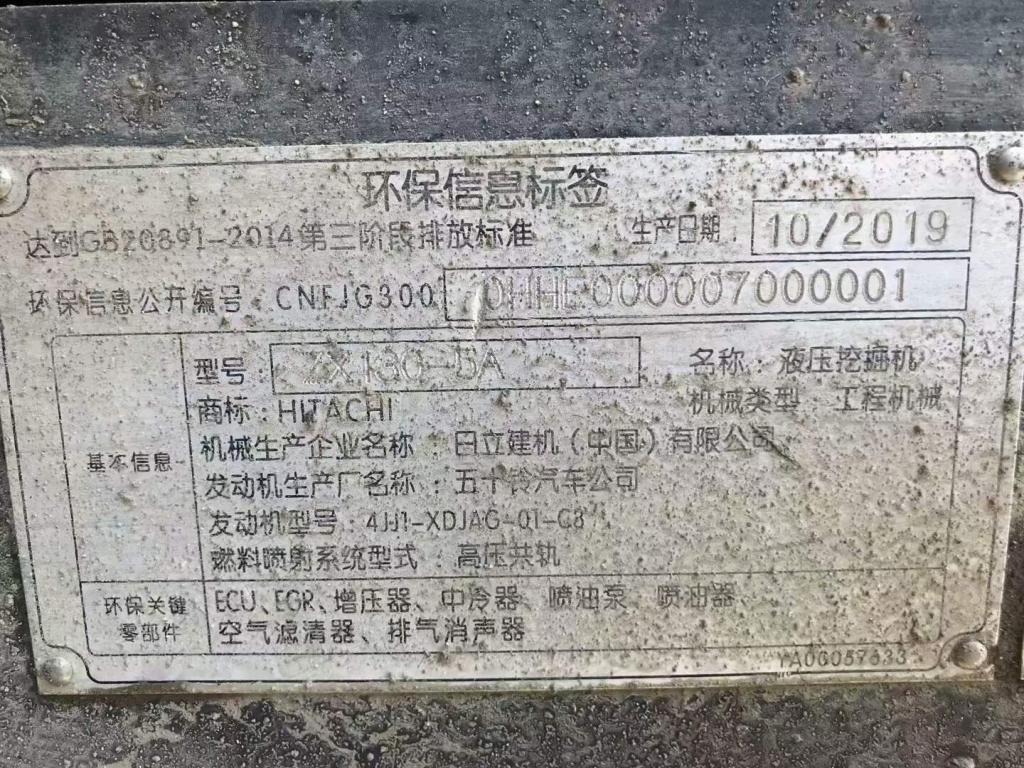 环保信息标签
达到GB20891-2014第三阶段排放标准 生产日期: 10/2019
环保信息公开编号: CNFJG300 0HHE000007000001
基本信息
型号: ZX130-5A 名称: 液压挖掘机
商标: HITACHI 机械类型 工程机械
机械生产企业名称: 日立建机(中国)有限公司
发动机生产厂名称: 五十铃汽车公司
发动机型号: 4JJ1-XDJAG-01-C8
燃料喷射系统型式: 高压共轨
环保关键零部件
ECU、EGR、增压器、中冷器、喷油泵、喷油器、
空气滤清器、排气消声器
YA00057633